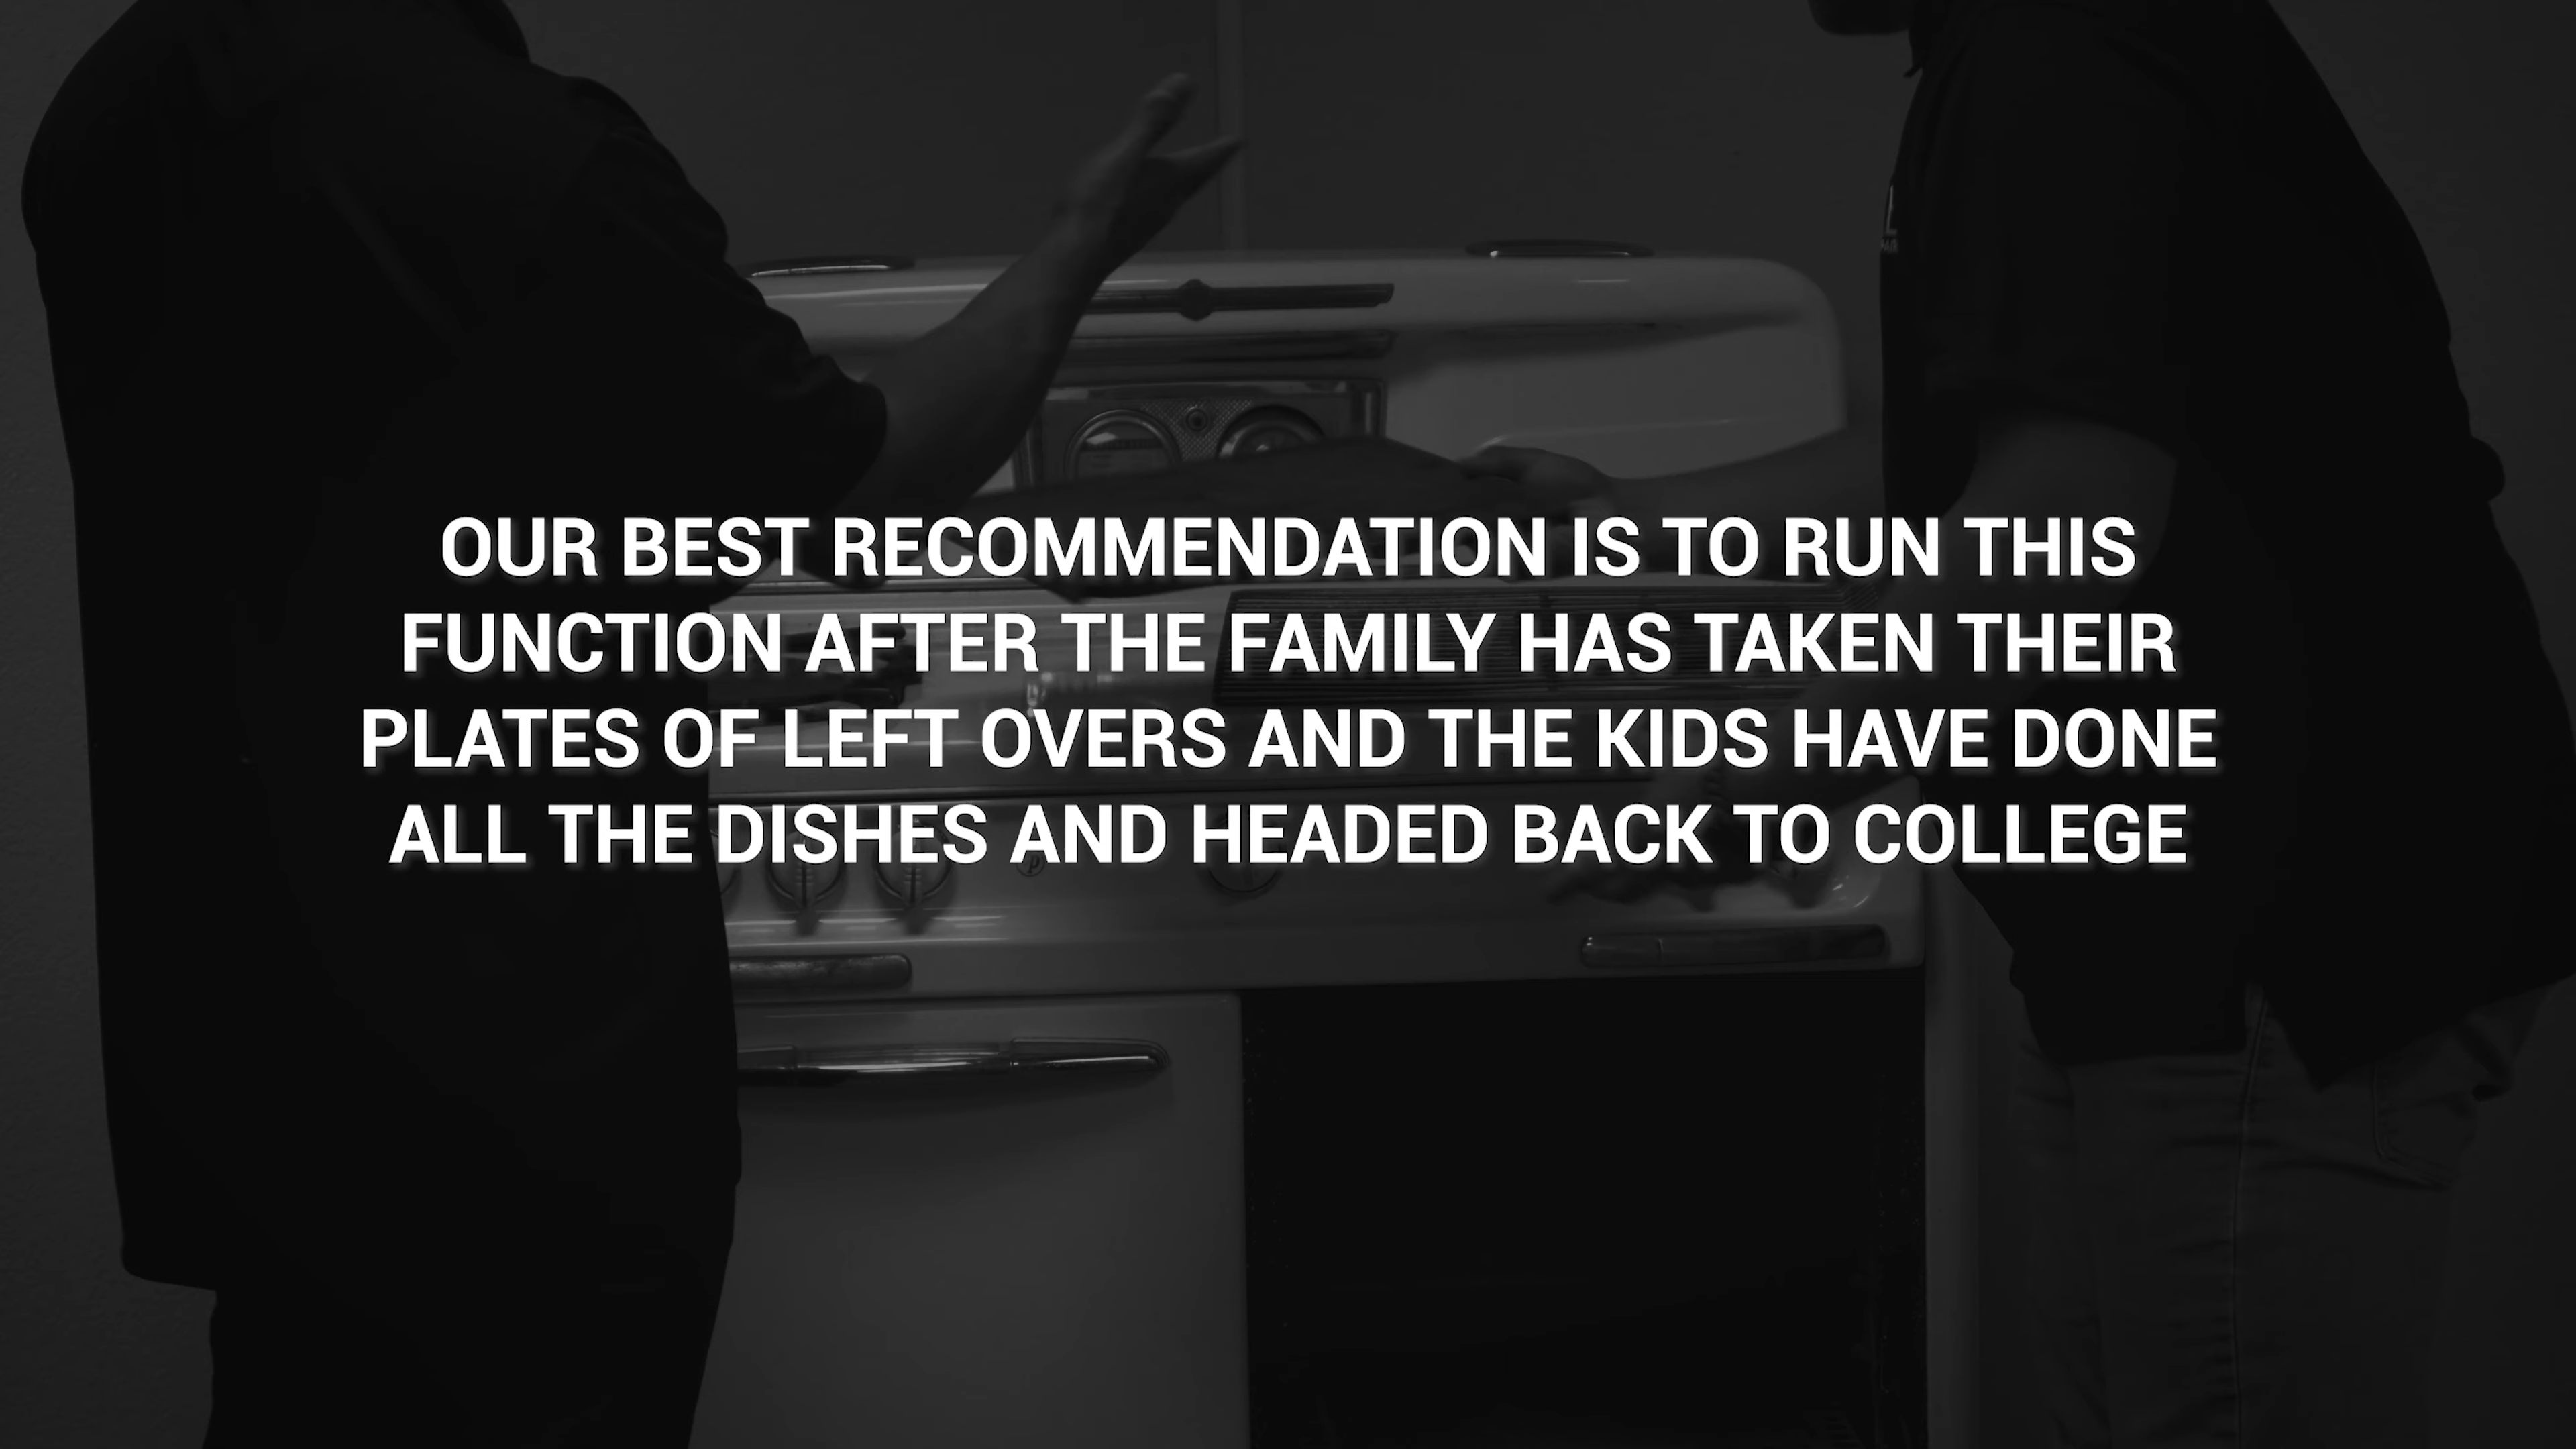 OUR BEST RECOMMENDATION IS TO RUN THIS
FUNCTION AFTER THE FAMILY HAS TAKEN THEIR
PLATES OF LEFT OVERS AND THE KIDS HAVE DONE
ALL THE DISHES AND HEADED BACK TO COLLEGE